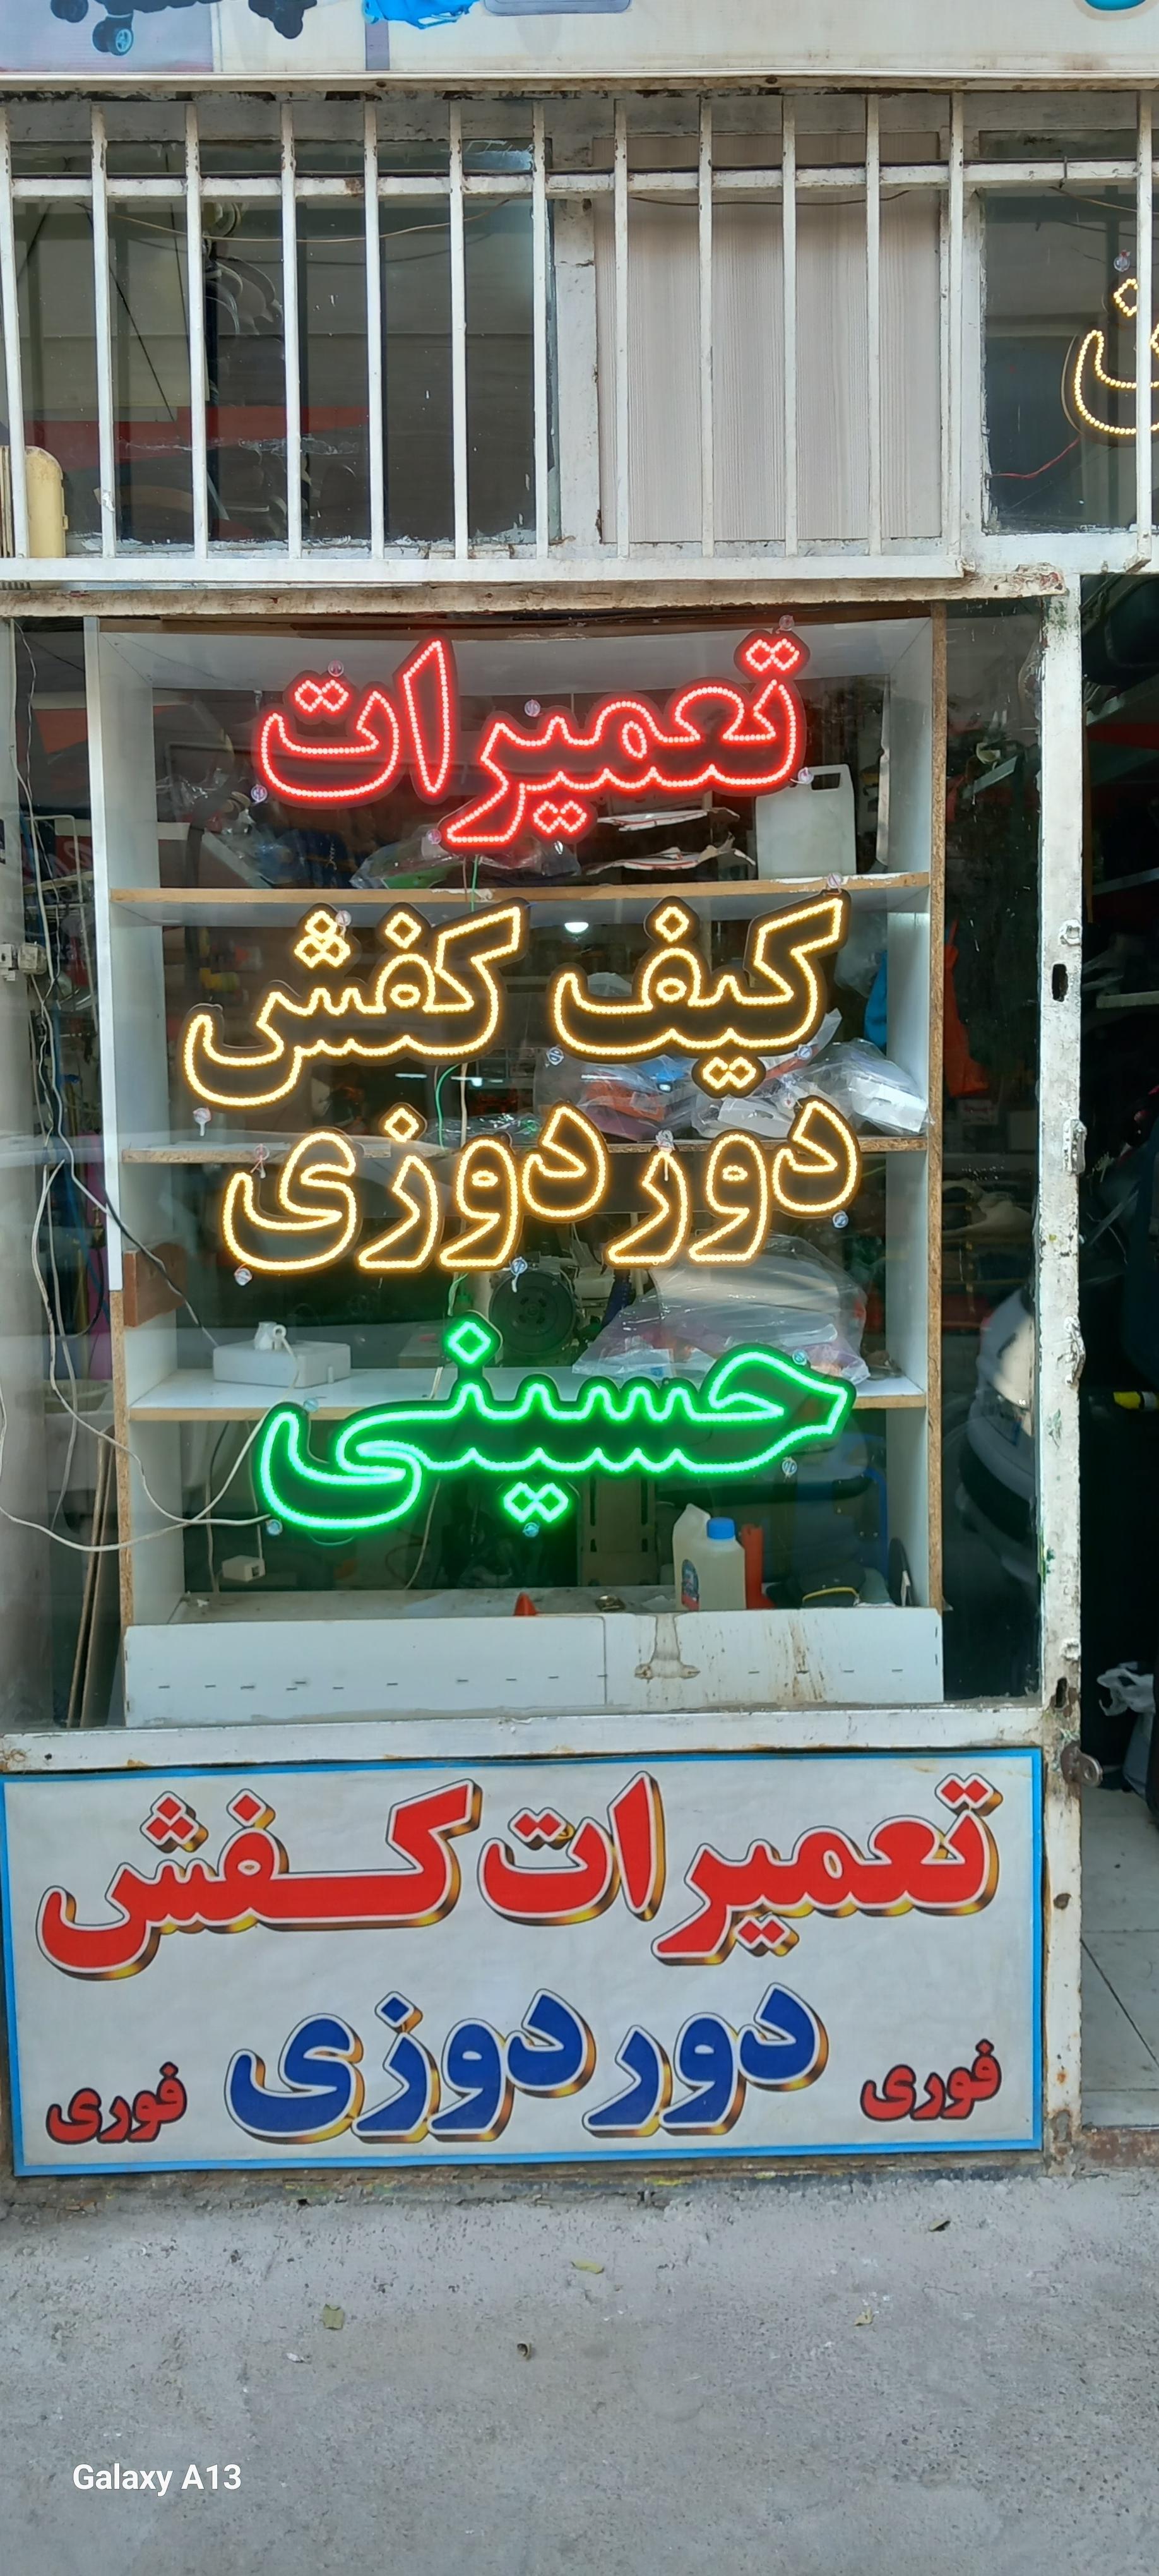 تعمیرات
کیف کفش
دور دوزی
حسینی
تعمیرات کفش
دور دوزی
فوری
فوری
Galaxy A13